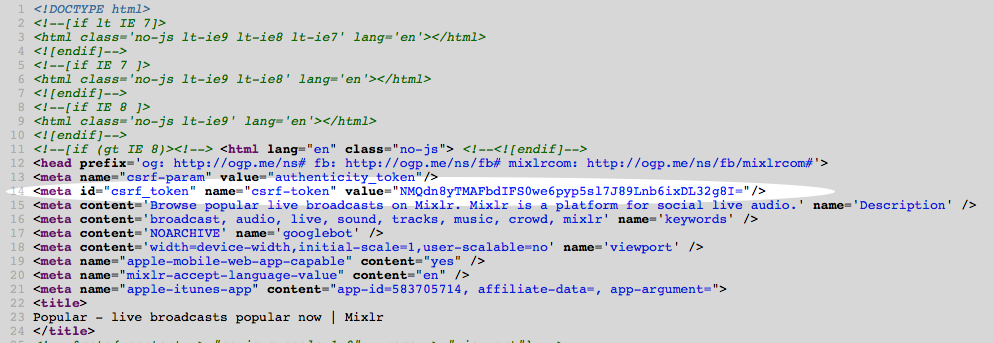 1 <!DOCTYPE html>
2 <!--[if lt IE 7]>
3 <html class='no-js lt-ie9 lt-ie8 lt-ie7' lang='en'></html>
4 <![endif]-->
5 <!--[if IE 7 ]>
6 <html class='no-js lt-ie9 lt-ie8' lang='en'></html>
7 <![endif]-->
8 <!--[if IE 8 ]>
9 <html class='no-js lt-ie9' lang='en'></html>
10 <![endif]-->
11 <!--[if (gt IE 8)><!--> <html lang="en" class="no-js"> <!--<![endif]-->
12 <head prefix='og: http://ogp.me/ns# fb: http://ogp.me/ns/fb# mixlrcom: http://ogp.me/ns/fb/mixlrcom#'>
13 <meta name="csrf-param" value="authenticity_token"/>
14 <meta id="csrf_token" name="csrf-token" value="NMQdn8yTMAFbdIFS0we6pyp5sl7J89Lnb6ixDL32g8I="/>
15 <meta content='Browse popular live broadcasts on Mixlr. Mixlr is a platform for social live audio.' name='Description' />
16 <meta content='broadcast, audio, live, sound, tracks, music, crowd, mixlr' name='keywords' />
17 <meta content='NOARCHIVE' name='googlebot' />
18 <meta content='width=device-width,initial-scale=1,user-scalable=no' name='viewport' />
19 <meta name="apple-mobile-web-app-capable" content="yes" />
20 <meta name="mixlr-accept-language-value" content="en" />
21 <meta name="apple-itunes-app" content="app-id=583705714, affiliate-data=, app-argument=">
22 <title>
23 Popular - live broadcasts popular now | Mixlr
24 </title>